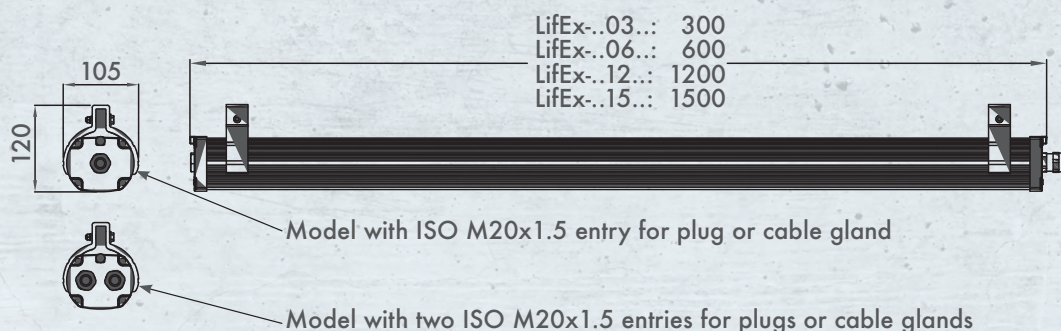 LifEx-..03..: 300
LifEx-..06..: 600
LifEx-..12..: 1200
LifEx-..15..: 1500
105
120
Model with ISO M20x1.5 entry for plug or cable gland
Model with two ISO M20x1.5 entries for plugs or cable glands